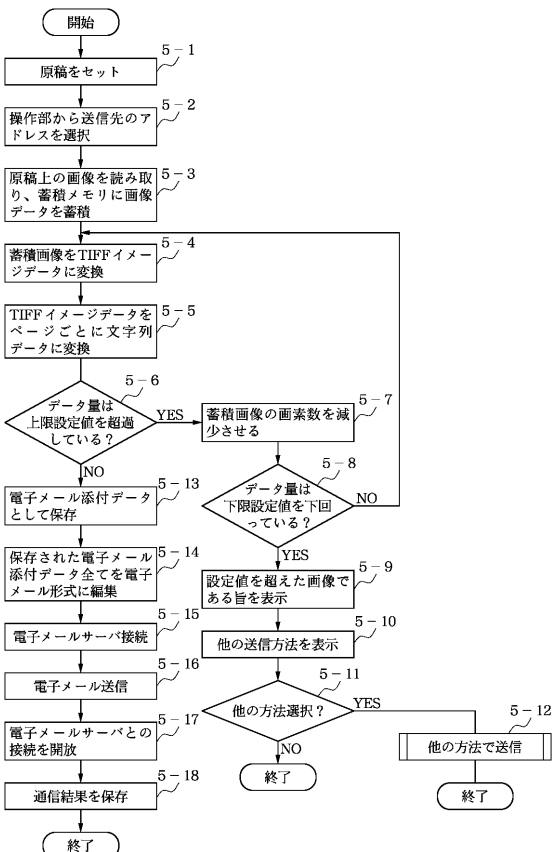 開始
5-1
原稿をセット
5-2
操作部から送信先のア
ドレスを選択
5-3
原稿上の画像を読み取
り、蓄積メモリに画像
データを蓄積
5-4
蓄積画像をTIFFイメー
ジデータに変換
5-5
TIFFイメージデータを
ページごとに文字列
データに変換
5-6
データ量は
上限設定値を超過
している?
YES
NO
5-7
蓄積画像の画素数を減
少させる
5-8
データ量は
下限設定値を下回
っている?
NO
YES
5-9
設定値を超えた画像で
ある旨を表示
5-10
他の送信方法を表示
5-11
他の方法選択?
YES
NO
終了
5-12
他の方法で送信
終了
5-13
電子メール添付データ
として保存
5-14
保存された電子メール
添付データ全てを電子
メール形式に編集
5-15
電子メールサーバ接続
5-16
電子メール送信
5-17
電子メールサーバとの
接続を開放
5-18
通信結果を保存
終了